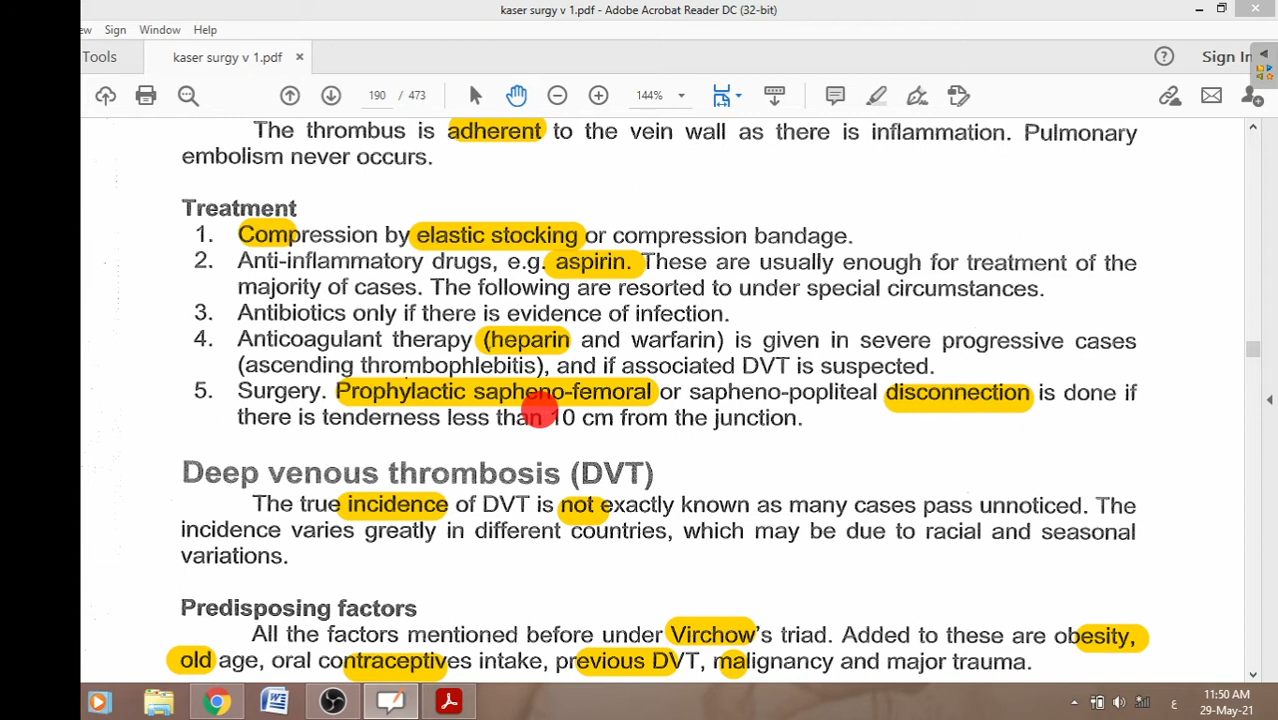 kaser surgy v 1.pdf - Adobe Acrobat Reader DC (32-bit)
ew Sign Window Help
Tools kaser surgy v 1.pdf × Sign In
190 / 473 144%
The thrombus is adherent to the vein wall as there is inflammation. Pulmonary
embolism never occurs.
Treatment
1. Compression by elastic stocking or compression bandage.
2. Anti-inflammatory drugs, e.g. aspirin. These are usually enough for treatment of the
majority of cases. The following are resorted to under special circumstances.
3. Antibiotics only if there is evidence of infection.
4. Anticoagulant therapy (heparin and warfarin) is given in severe progressive cases
(ascending thrombophlebitis), and if associated DVT is suspected.
5. Surgery. Prophylactic sapheno-femoral or sapheno-popliteal disconnection is done if
there is tenderness less than 10 cm from the junction.
Deep venous thrombosis (DVT)
The true incidence of DVT is not exactly known as many cases pass unnoticed. The
incidence varies greatly in different countries, which may be due to racial and seasonal
variations.
Predisposing factors
All the factors mentioned before under Virchow's triad. Added to these are obesity,
old age, oral contraceptives intake, previous DVT, malignancy and major trauma.
ع 11:50 AM
29-May-21